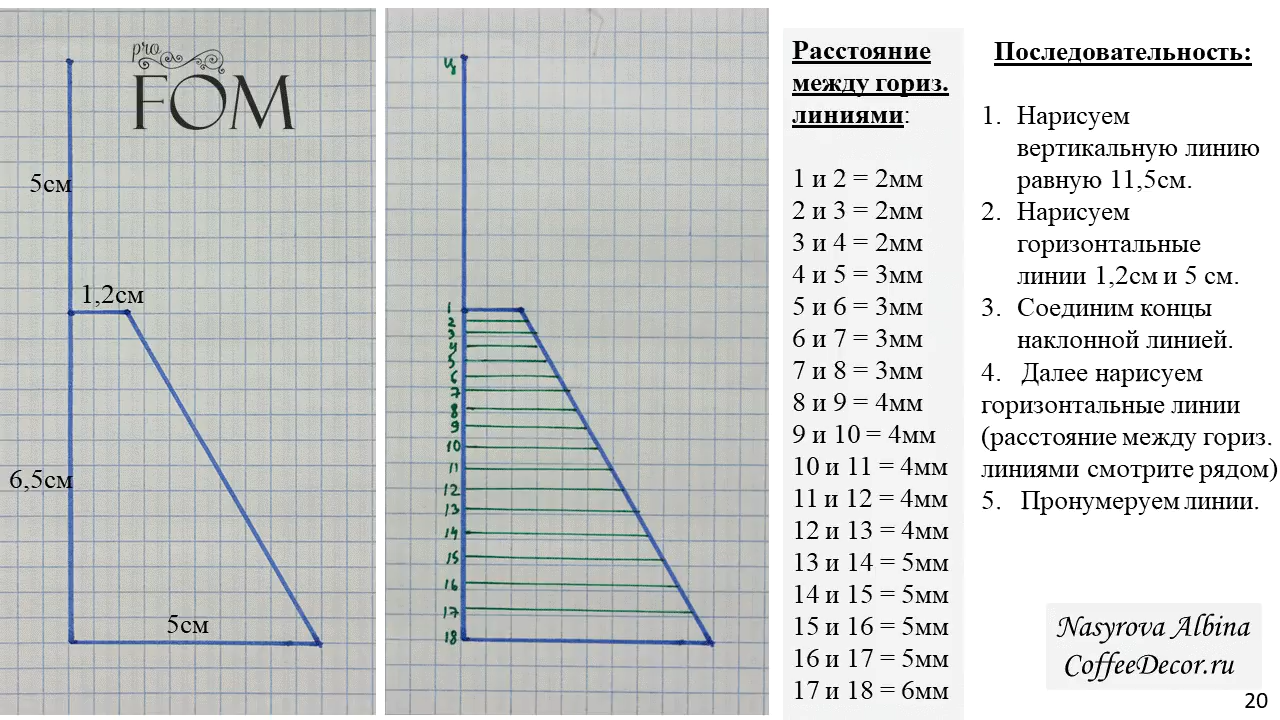 pro
FOM
5см
1,2см
6,5см
5см
ц
1
2
3
4
5
6
7
8
9
10
11
12
13
14
15
16
17
18
Расстояние
между гориз.
линиями:
1 и 2 = 2мм
2 и 3 = 2мм
3 и 4 = 2мм
4 и 5 = 3мм
5 и 6 = 3мм
6 и 7 = 3мм
7 и 8 = 3мм
8 и 9 = 4мм
9 и 10 = 4мм
10 и 11 = 4мм
11 и 12 = 4мм
12 и 13 = 4мм
13 и 14 = 5мм
14 и 15 = 5мм
15 и 16 = 5мм
16 и 17 = 5мм
17 и 18 = 6мм
Последовательность:
1. Нарисуем
вертикальную линию
равную 11,5см.
2. Нарисуем
горизонтальные
линии 1,2см и 5 см.
3. Соединим концы
наклонной линией.
4. Далее нарисуем
горизонтальные линии
(расстояние между гориз.
линиями смотрите рядом)
5. Пронумеруем линии.
Nasyrova Albina
CoffeeDecor.ru
20